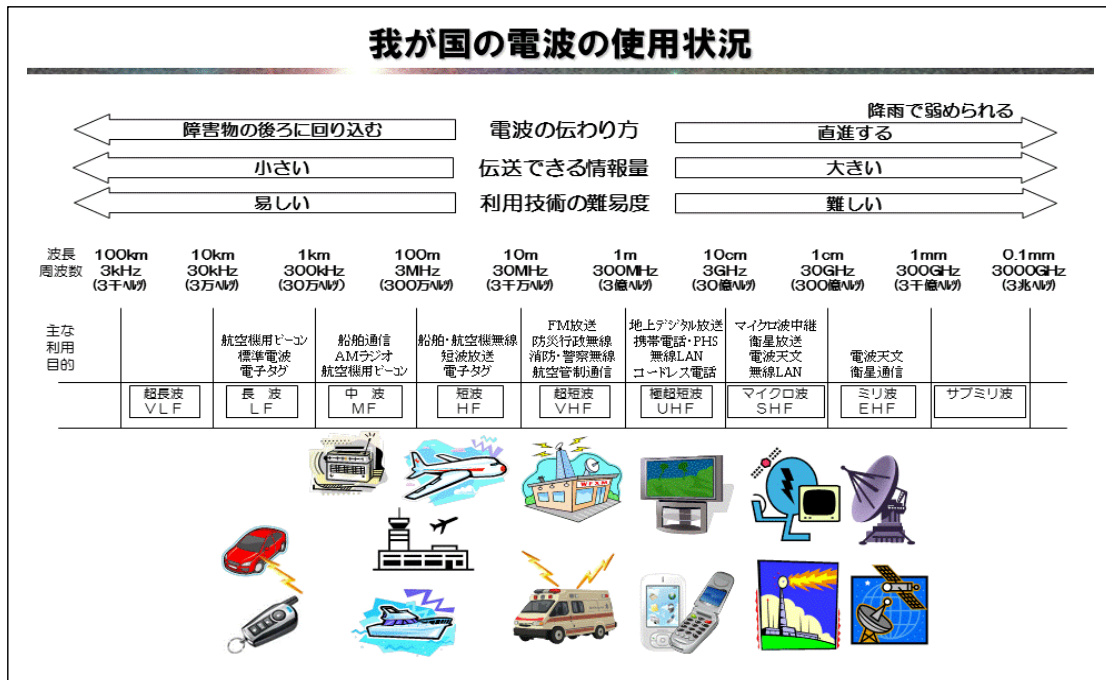 我が国の電波の使用状況
降雨で弱められる
障害物の後ろに回り込む 電波の伝わり方 直進する
小さい 伝送できる情報量 大きい
易しい 利用技術の難易度 難しい
波長 100km 10km 1km 100m 10m 1m 10cm 1cm 1mm 0.1mm
周波数 3kHz 30kHz 300kHz 3MHz 30MHz 300MHz 3GHz 30GHz 300GHz 3000GHz
(3千ヘルツ) (3万ヘルツ) (30万ヘルツ) (300万ヘルツ) (3千万ヘルツ) (3億ヘルツ) (30億ヘルツ) (300億ヘルツ) (3千億ヘルツ) (3兆ヘルツ)
主な
利用
目的
航空機用ビーコン
標準電波
電子タグ
船舶通信
AMラジオ
航空機用ビーコン
船舶・航空機無線
短波放送
電子タグ
FM放送
防災行政無線
消防・警察無線
航空管制通信
地上デジタル放送
携帯電話・PHS
無線LAN
コードレス電話
マイクロ波中継
衛星放送
電波天文
無線LAN
電波天文
衛星通信
超長波 長 波 中 波 短波 超短波 極超短波 マイクロ波 ミリ波 サブミリ波
VLF LF MF HF VHF UHF SHF EHF